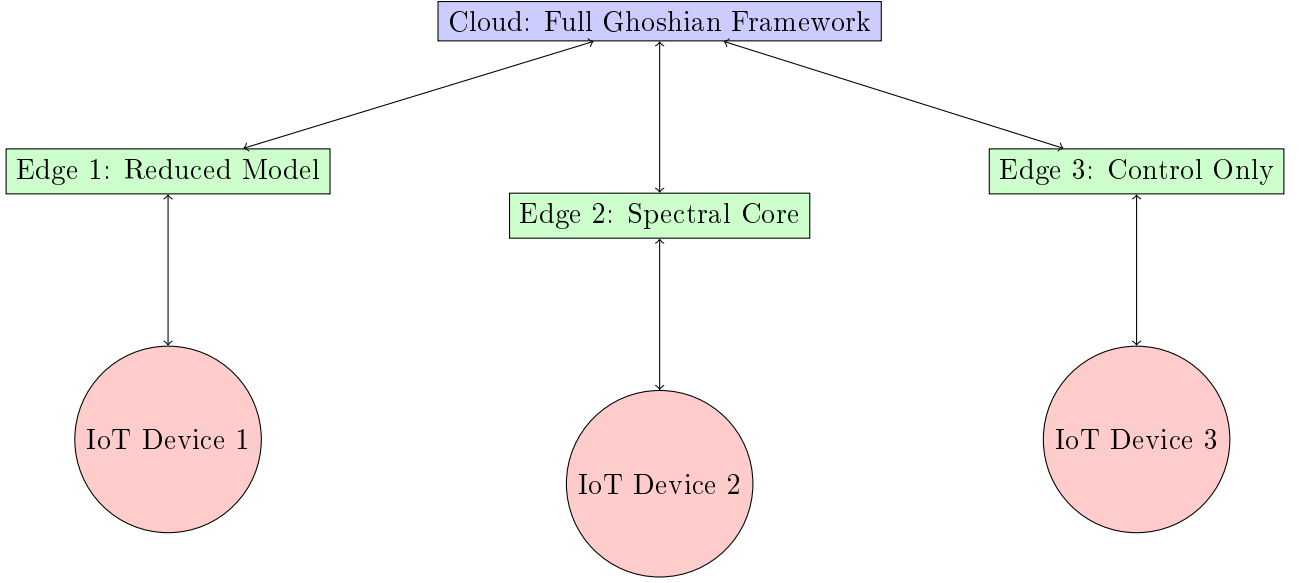 Cloud: Full Ghoshian Framework
Edge 1: Reduced Model
Edge 2: Spectral Core
Edge 3: Control Only
IoT Device 1
IoT Device 2
IoT Device 3